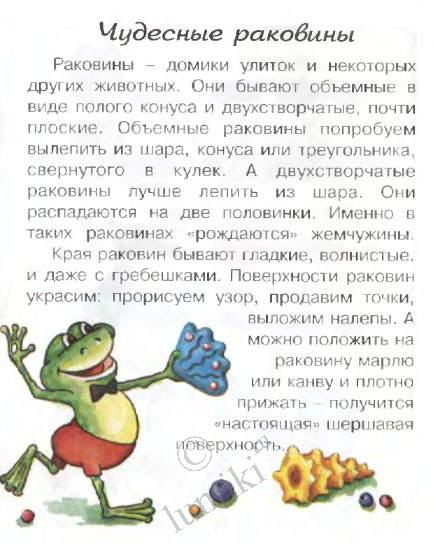 Чудесные раковины
Раковины – домики улиток и некоторых
других животных. Они бывают объемные в
виде полого конуса и двухстворчатые, почти
плоские. Объемные раковины попробуем
вылепить из шара, конуса или треугольника,
свернутого в кулек. А двухстворчатые
раковины лучше лепить из шара. Они
распадаются на две половинки. Именно в
таких раковинах «рождаются» жемчужины.
Края раковин бывают гладкие, волнистые,
и даже с гребешками. Поверхности раковин
украсим: прорисуем узор, продавим точки,
выложим налепы. А
можно положить на
раковину марлю
или канву и плотно
прижать – получится
«настоящая» шершавая
поверхность.